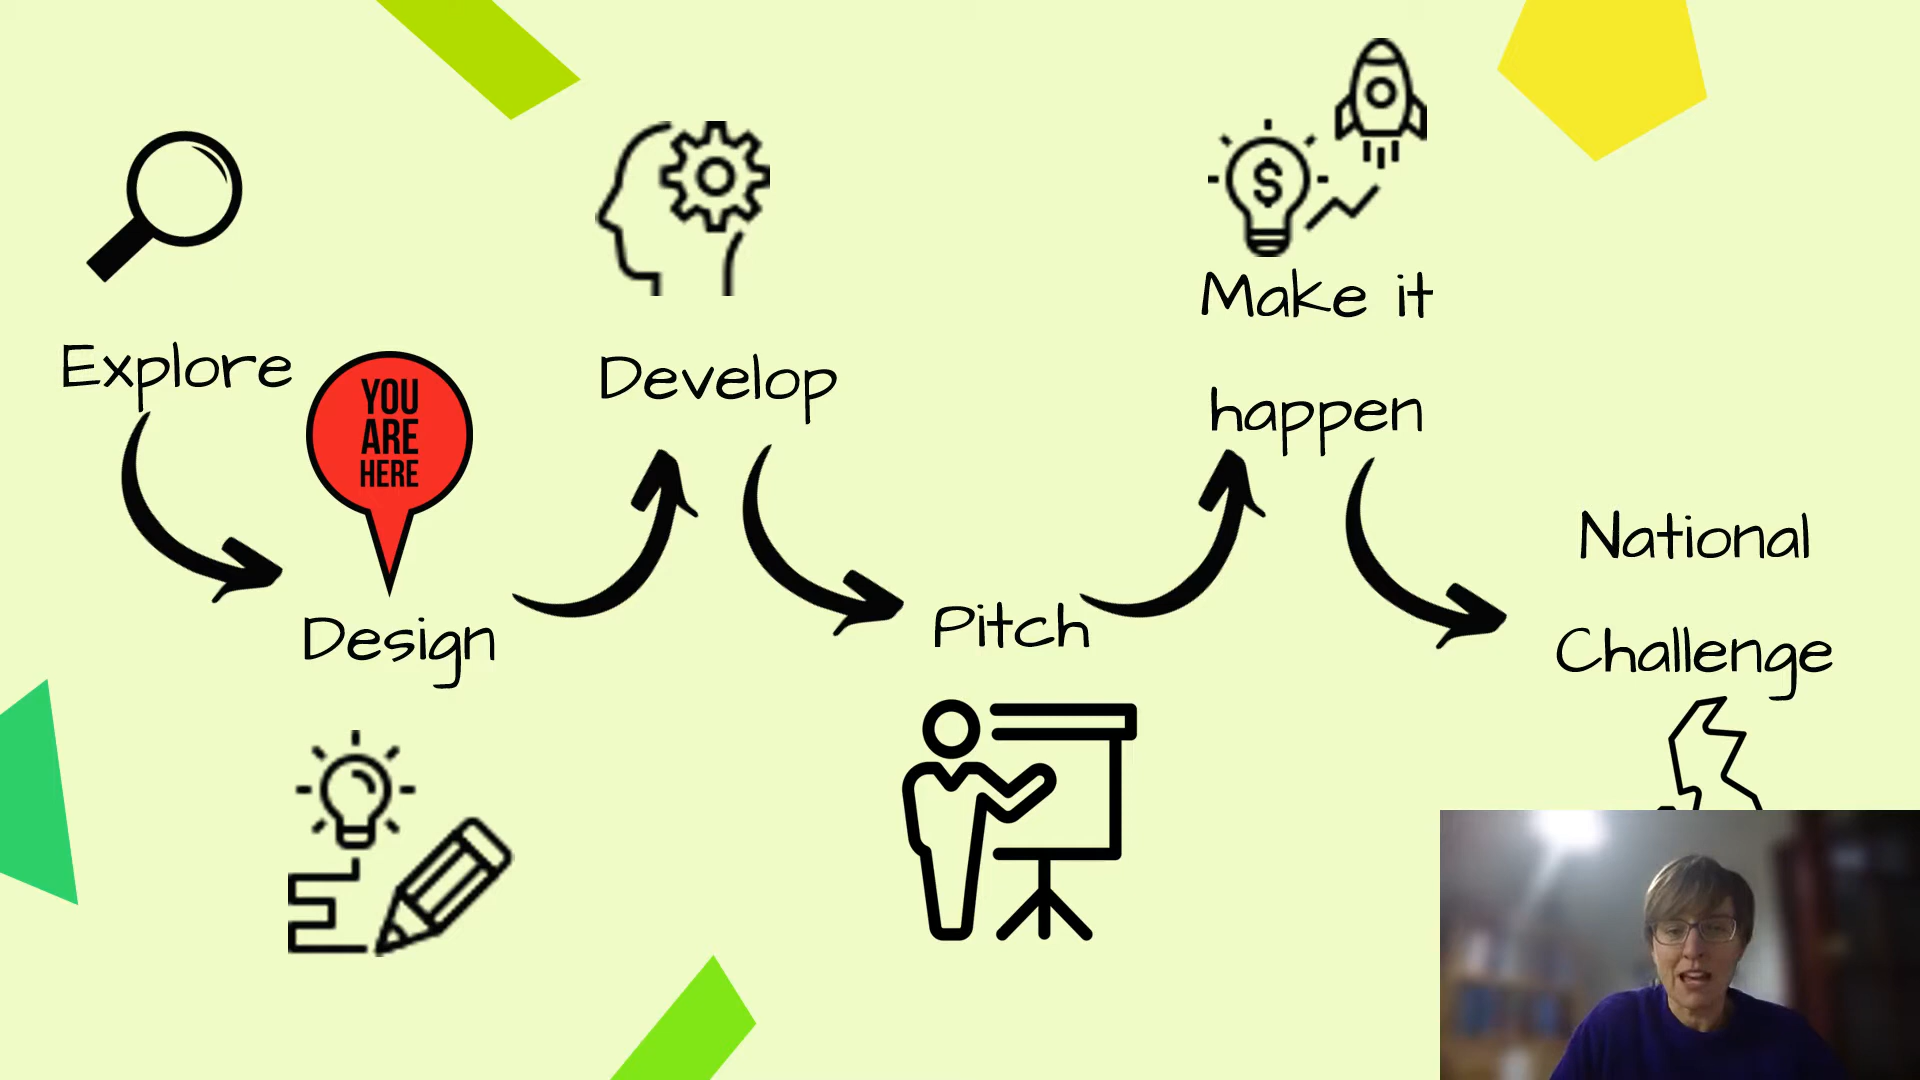 Explore
YOU
ARE
HERE
Design
Develop
Pitch
$
Make it
happen
National
Challenge